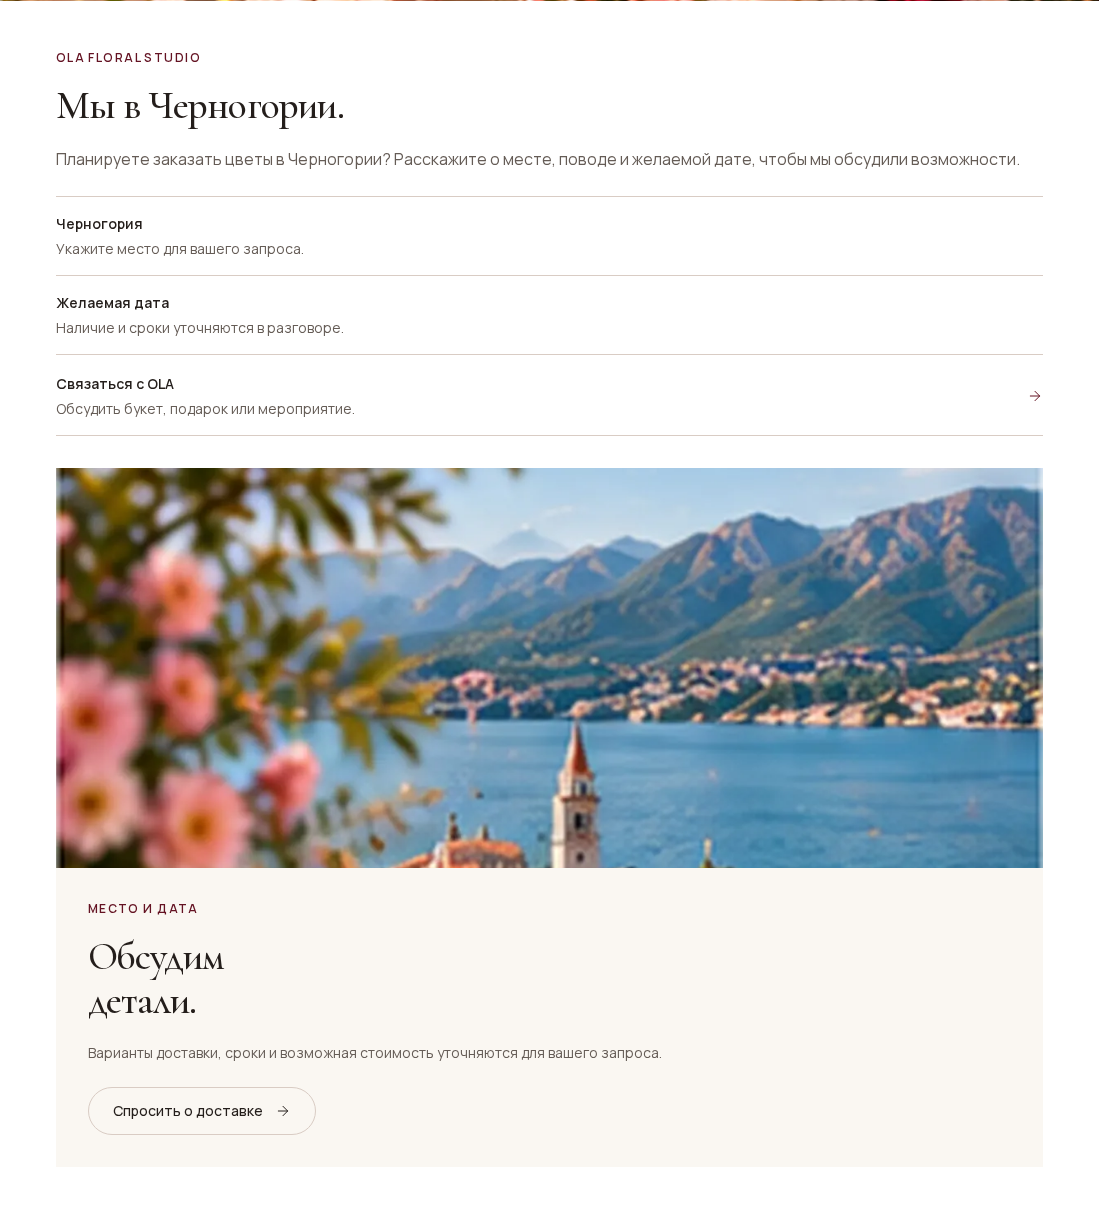 OLA FLORAL STUDIO
Мы в Черногории.
Планируете заказать цветы в Черногории? Расскажите о месте, поводе и желаемой дате, чтобы мы обсудили возможности.
Черногория
Укажите место для вашего запроса.
Желаемая дата
Наличие и сроки уточняются в разговоре.
Связаться с OLA
Обсудить букет, подарок или мероприятие.
МЕСТО И ДАТА
Обсудим
детали.
Варианты доставки, сроки и возможная стоимость уточняются для вашего запроса.
Спросить о доставке